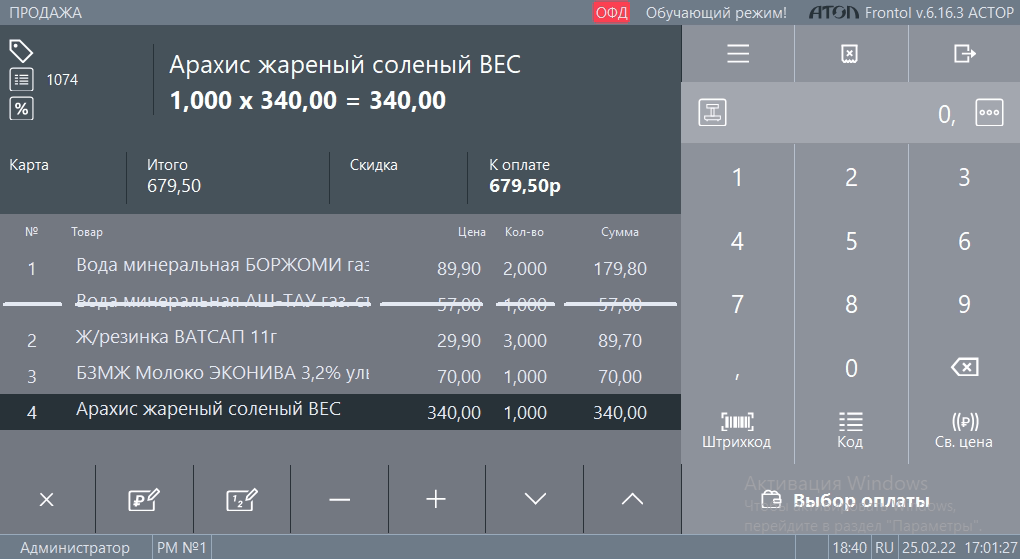 ПРОДАЖА ОФД Обучающий режим! ATOL Frontol v.6.16.3 АСТОР
1074
Арахис жареный соленый ВЕС
1,000 x 340,00 = 340,00
0,
Карта Итого Скидка К оплате
679,50 679,50р
№ Товар Цена Кол-во Сумма
1 Вода минеральная БОРЖОМИ газ 89,90 2,000 179,80
Вода минеральная АШ-ТАУ газ. ст 57,00 1,000 57,00
2 Ж/резинка ВАТСАП 11г 29,90 3,000 89,70
3 БЗМЖ Молоко ЭКОНИВА 3,2% уль 70,00 1,000 70,00
4 Арахис жареный соленый ВЕС 340,00 1,000 340,00
1 2 3
4 5 6
7 8 9
, 0
Штрихкод Код Св. цена
Выбор оплаты
Активация Windows
Чтобы активировать Windows,
перейдите в раздел "Параметры".
Администратор РМ №1 18:40 RU 25.02.22 17:01:27